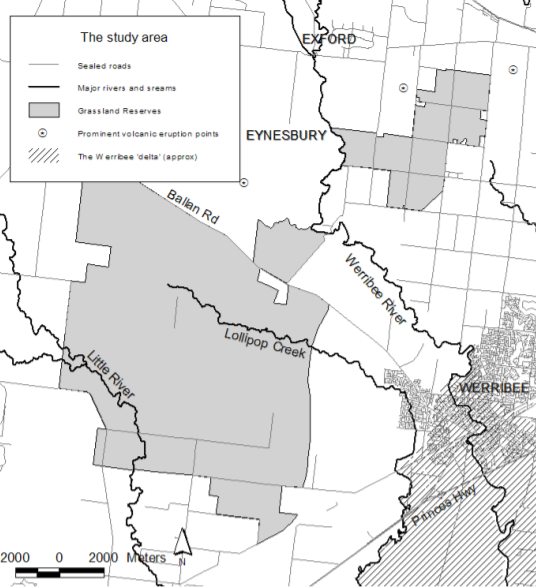 The study area
Sealed roads
Major rivers and sreams
Grassland Reserves
Prominent volcanic eruption points
The Werribee 'delta' (approx)
EXFORD
EYNESBURY
Ballan Rd
Werribee River
Lollipop Creek
Little River
WERRIBEE
Princes Hwy
2000 0 2000 Meters
N